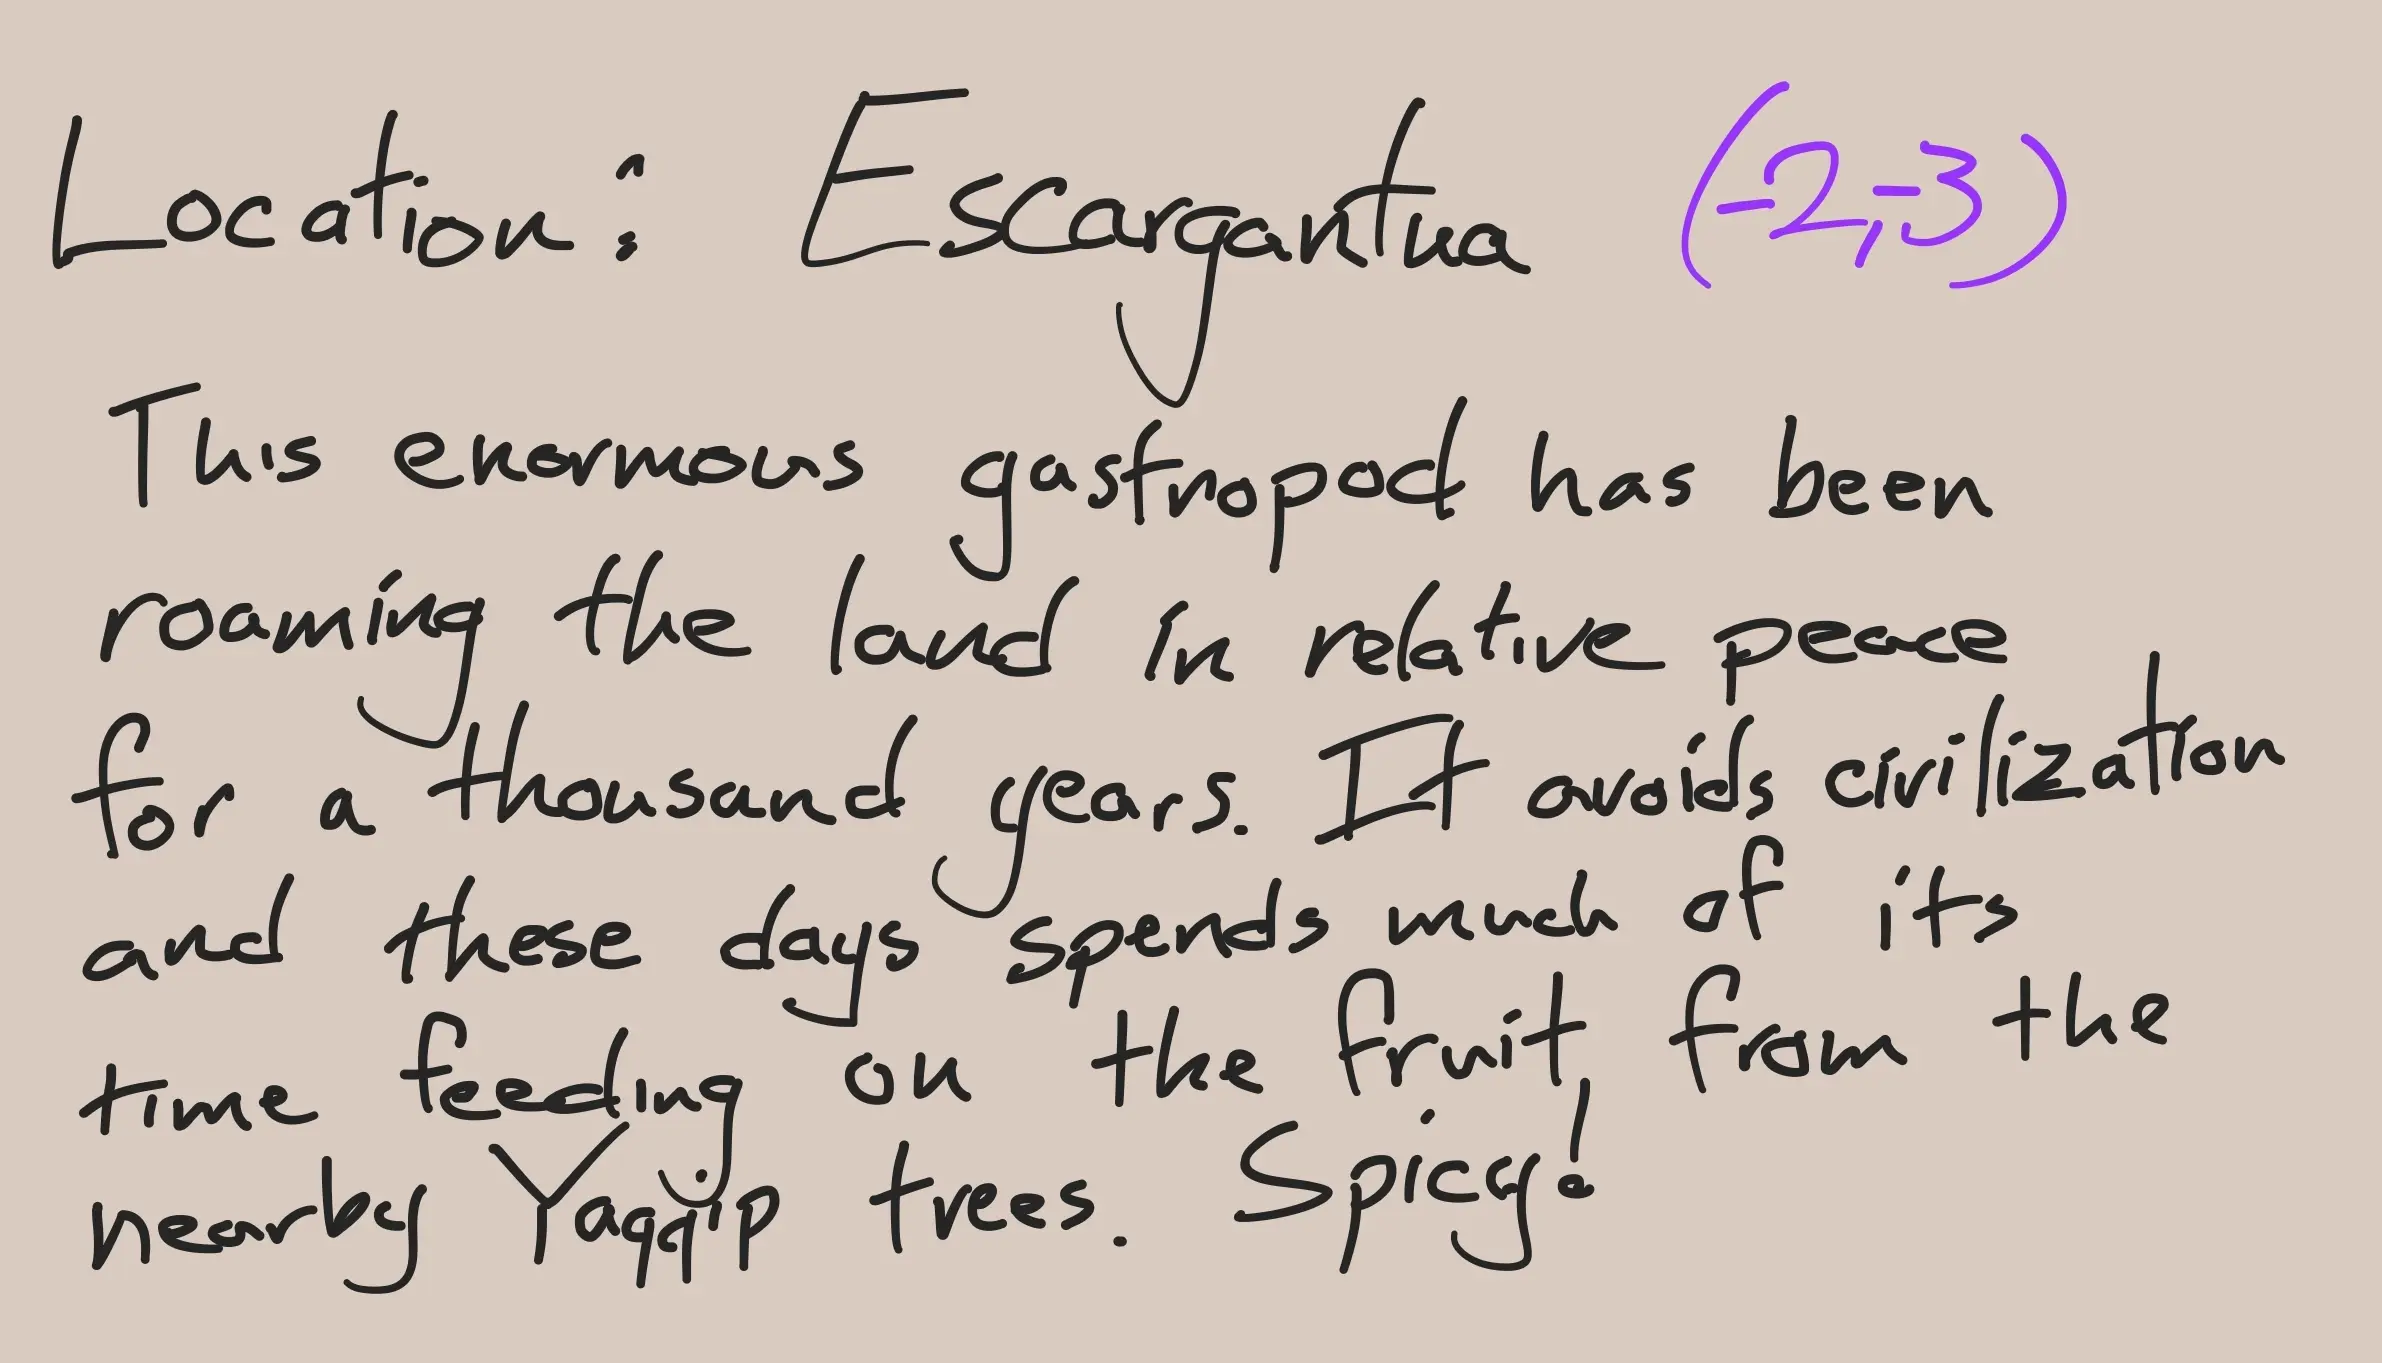 Location: Escargantua (-2,-3)
This enormous gastropod has been
roaming the land in relative peace
for a thousand years. It avoids civilization
and these days spends much of its
time feeding on the fruit from the
nearby Yaqqip trees. Spicy!